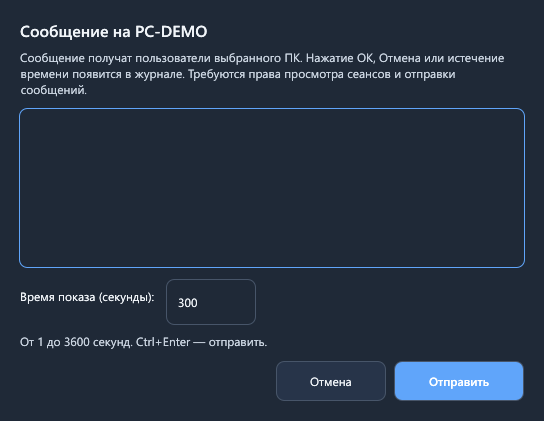 Сообщение на PC-DEMO
Сообщение получат пользователи выбранного ПК. Нажатие ОК, Отмена или истечение
времени появится в журнале. Требуются права просмотра сеансов и отправки
сообщений.
Время показа (секунды):
300
От 1 до 3600 секунд. Ctrl+Enter — отправить.
Отмена
Отправить